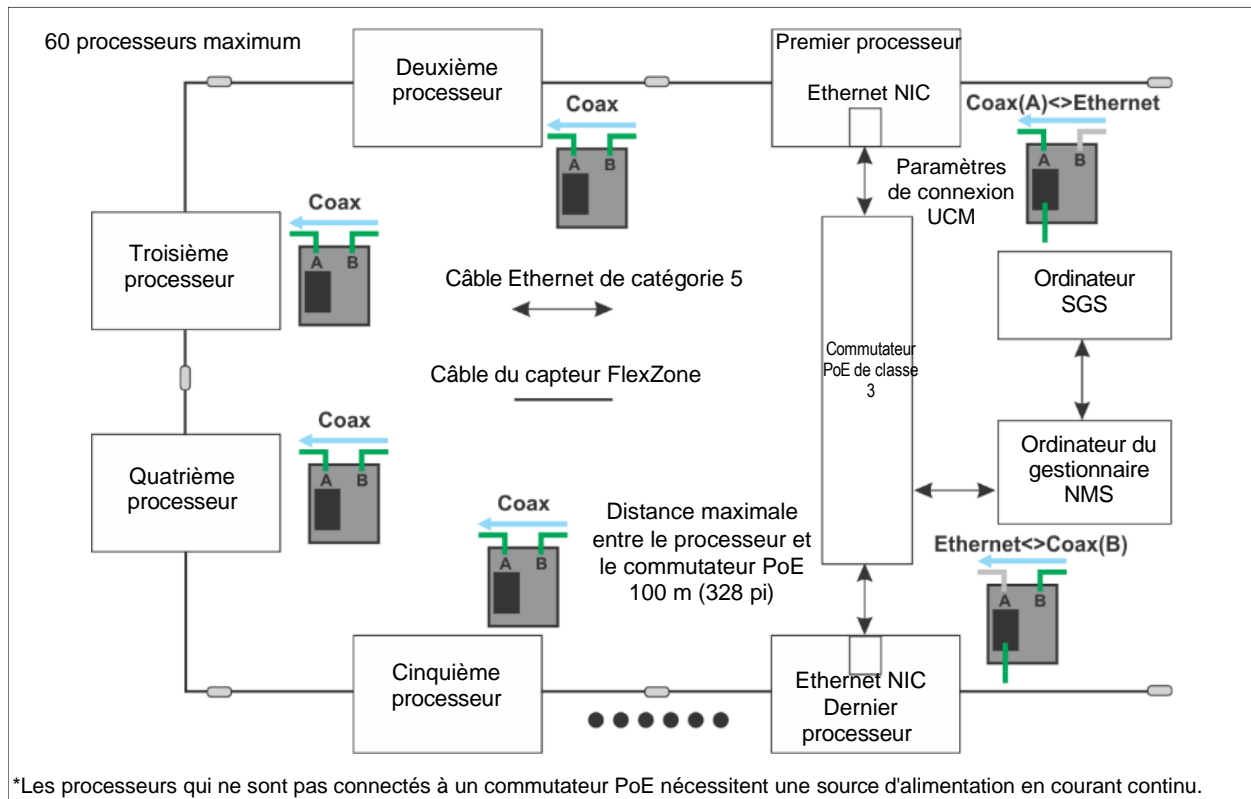 60 processeurs maximum
Deuxième
processeur
Premier processeur
Ethernet NIC
Coax
A B
Coax(A)<>Ethernet
A B
Paramètres
de connexion
UCM
Coax
A B
Troisième
processeur
Câble Ethernet de catégorie 5
Ordinateur
SGS
Commutateur
PoE de classe
3
Câble du capteur FlexZone
Coax
A B
Quatrième
processeur
Ordinateur du
gestionnaire
NMS
Coax
A B
Distance maximale
entre le processeur et
le commutateur PoE
100 m (328 pi)
Ethernet<>Coax(B)
A B
Cinquième
processeur
Ethernet NIC
Dernier
processeur
*Les processeurs qui ne sont pas connectés à un commutateur PoE nécessitent une source d'alimentation en courant continu.